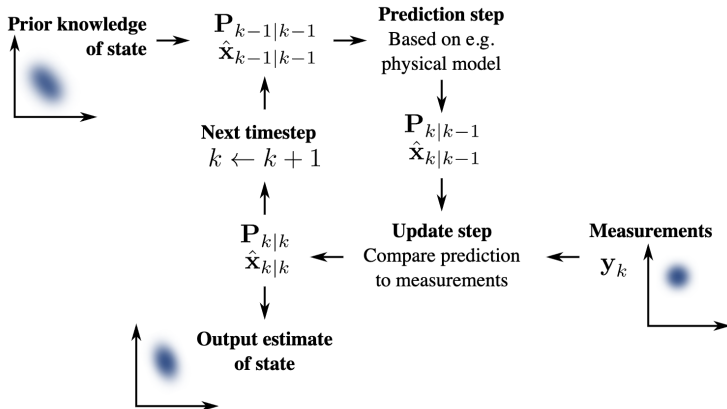 Prior knowledge
of state
P_{k-1|k-1}
x̂_{k-1|k-1}
Prediction step
Based on e.g.
physical model
P_{k|k-1}
x̂_{k|k-1}
Next timestep
k ← k + 1
P_{k|k}
x̂_{k|k}
Update step
Compare prediction
to measurements
Measurements
y_k
Output estimate
of state